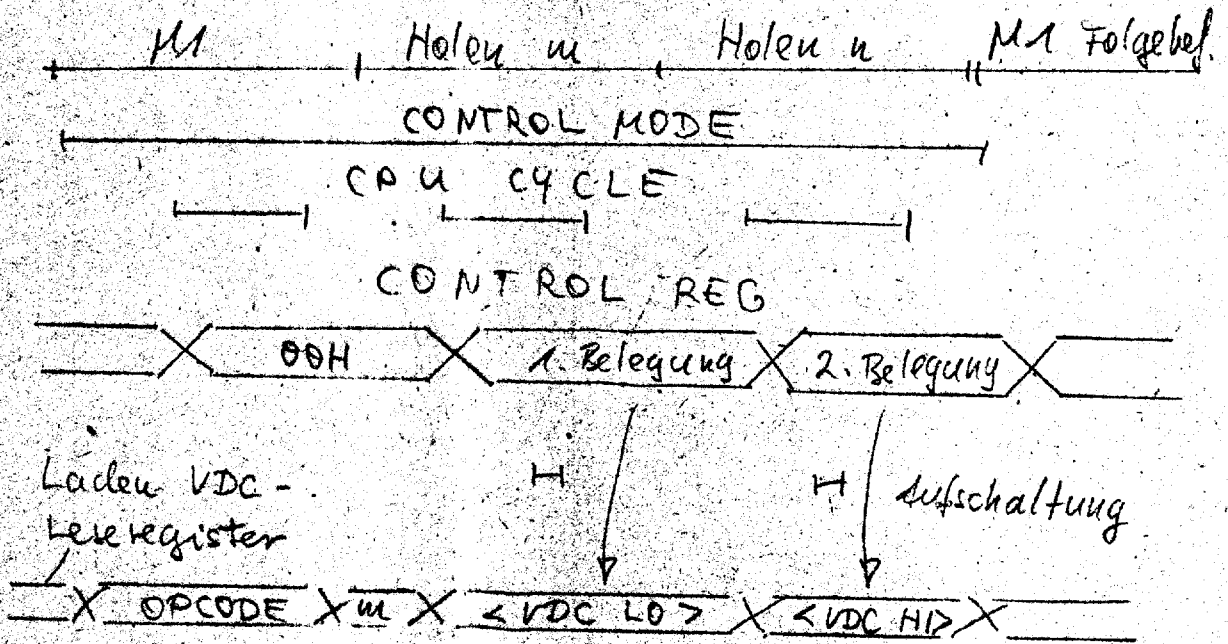 M1 Holen m Holen n M1 Folgebef.
CONTROL MODE
CPU CYCLE
CONTROL REG
00H 1. Belegung 2. Belegung
Laden VDC-
Leseregister
Aufschaltung
OPCODE m <VDC LO> <VDC HI>